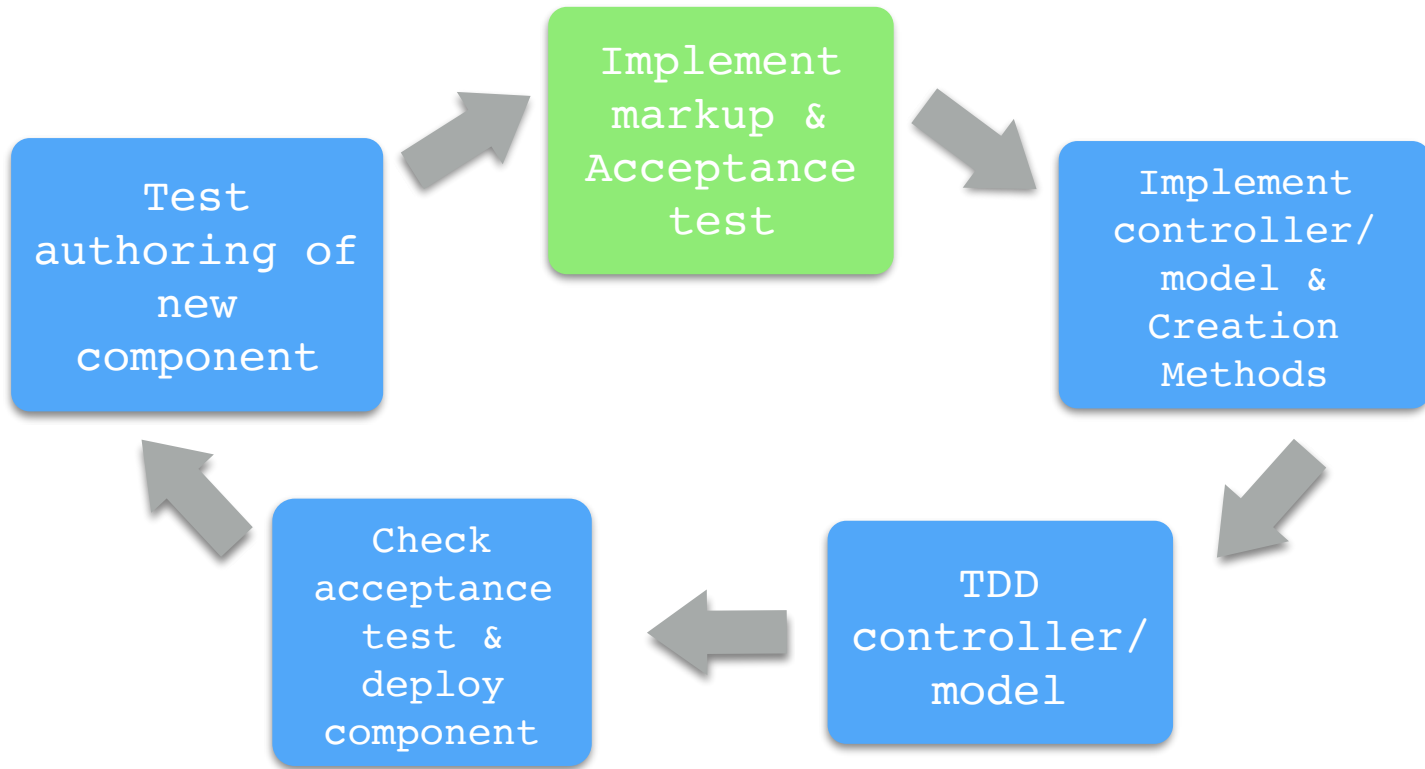 Implement
markup &
Acceptance
test
Implement
controller/
model &
Creation
Methods
TDD
controller/
model
Check
acceptance
test &
deploy
component
Test
authoring of
new
component